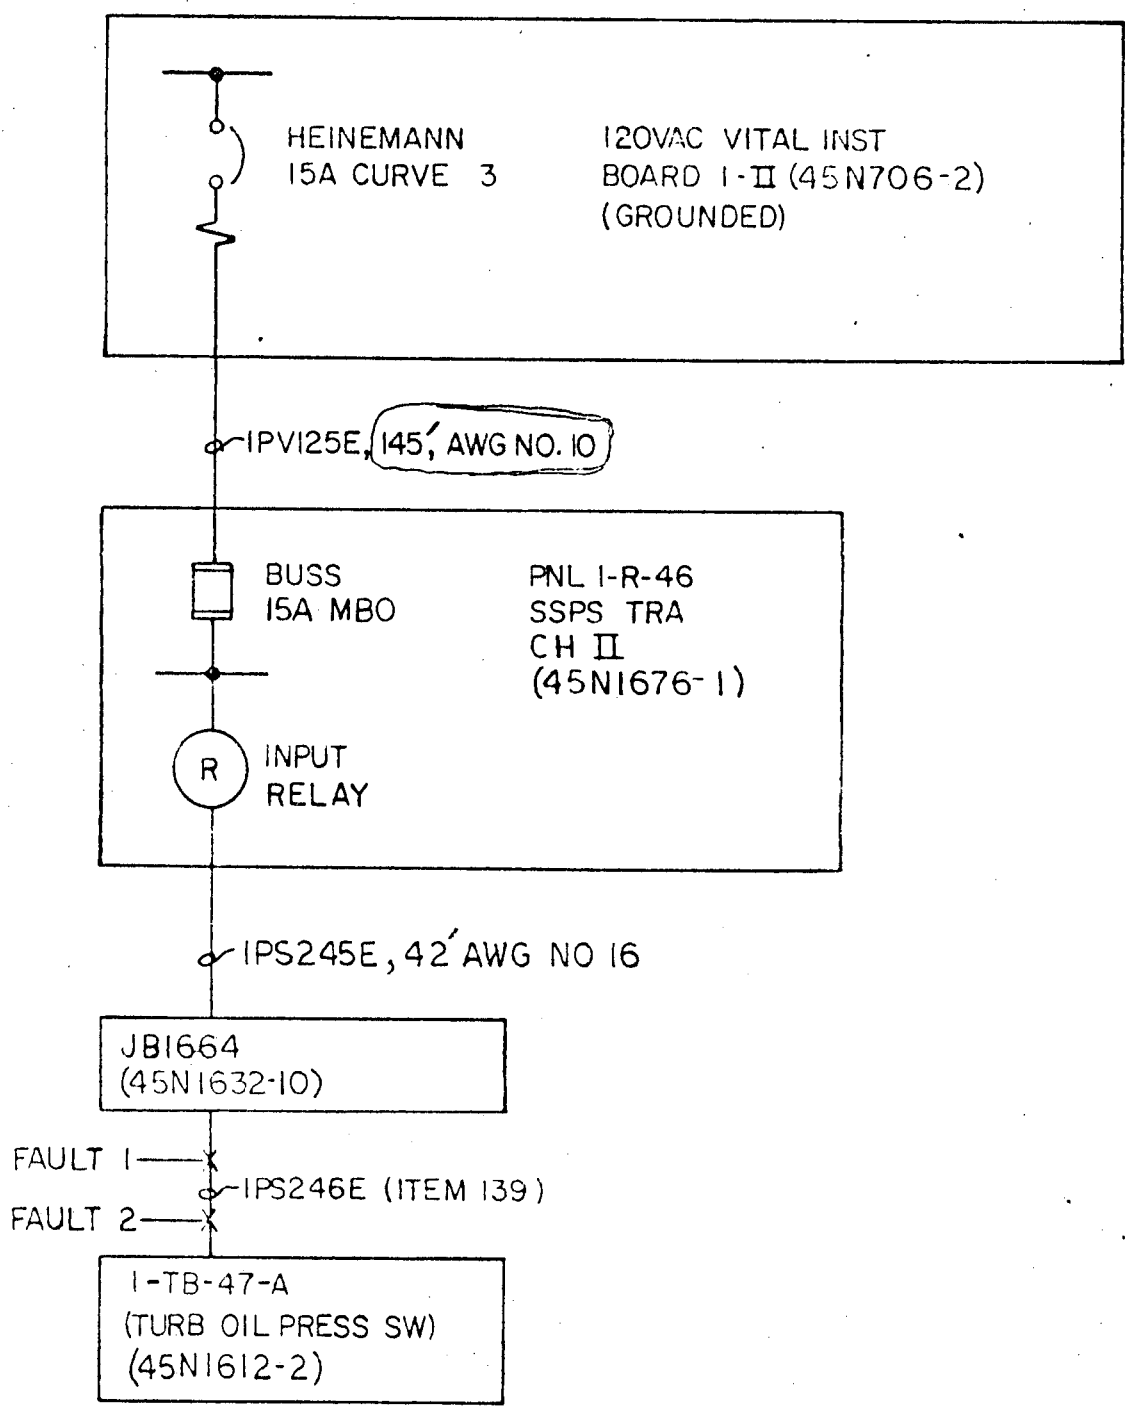 HEINEMANN
15A CURVE 3
120VAC VITAL INST
BOARD 1-II (45N706-2)
(GROUNDED)
1PV125E, 145', AWG NO. 10
BUSS
15A MBO
PNL 1-R-46
SSPS TRA
CH II
(45N1676-1)
R
INPUT
RELAY
1PS245E, 42' AWG NO 16
JB1664
(45N1632-10)
FAULT 1
1PS246E (ITEM 139)
FAULT 2
1-TB-47-A
(TURB OIL PRESS SW)
(45N1612-2)